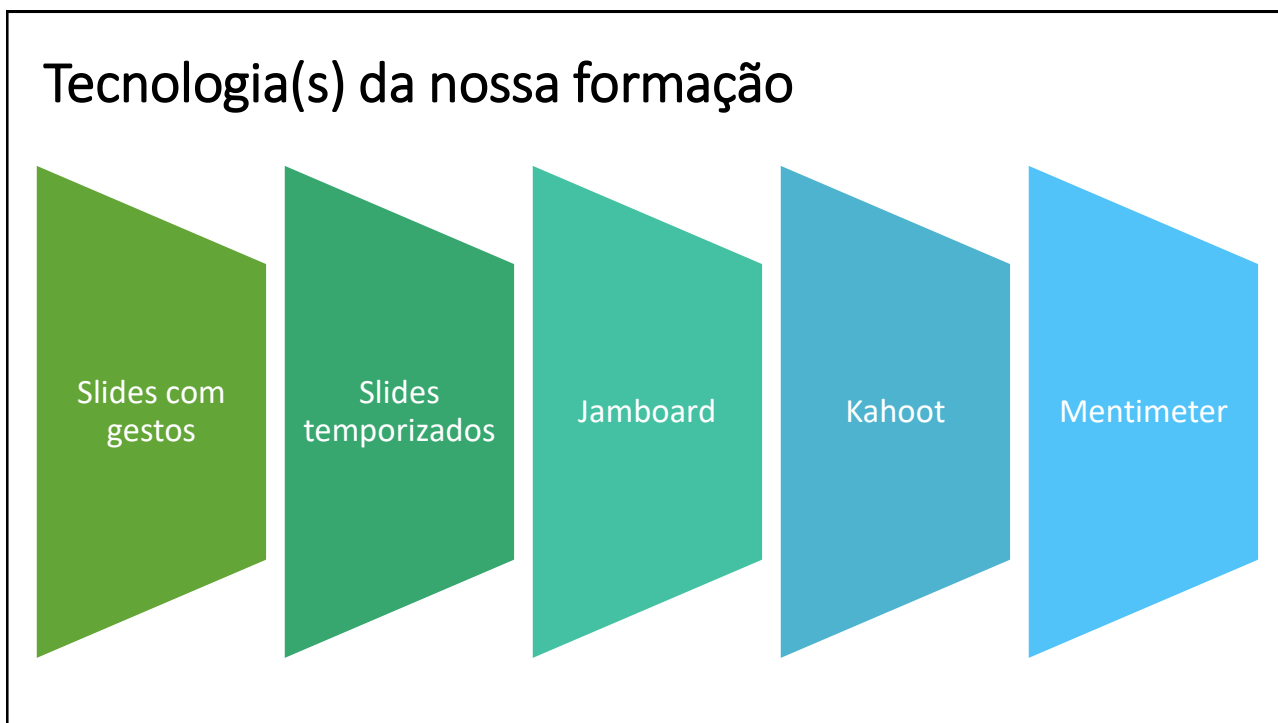 Tecnologia(s) da nossa formação
Slides com
gestos
Slides
temporizados
Jamboard
Kahoot
Mentimeter